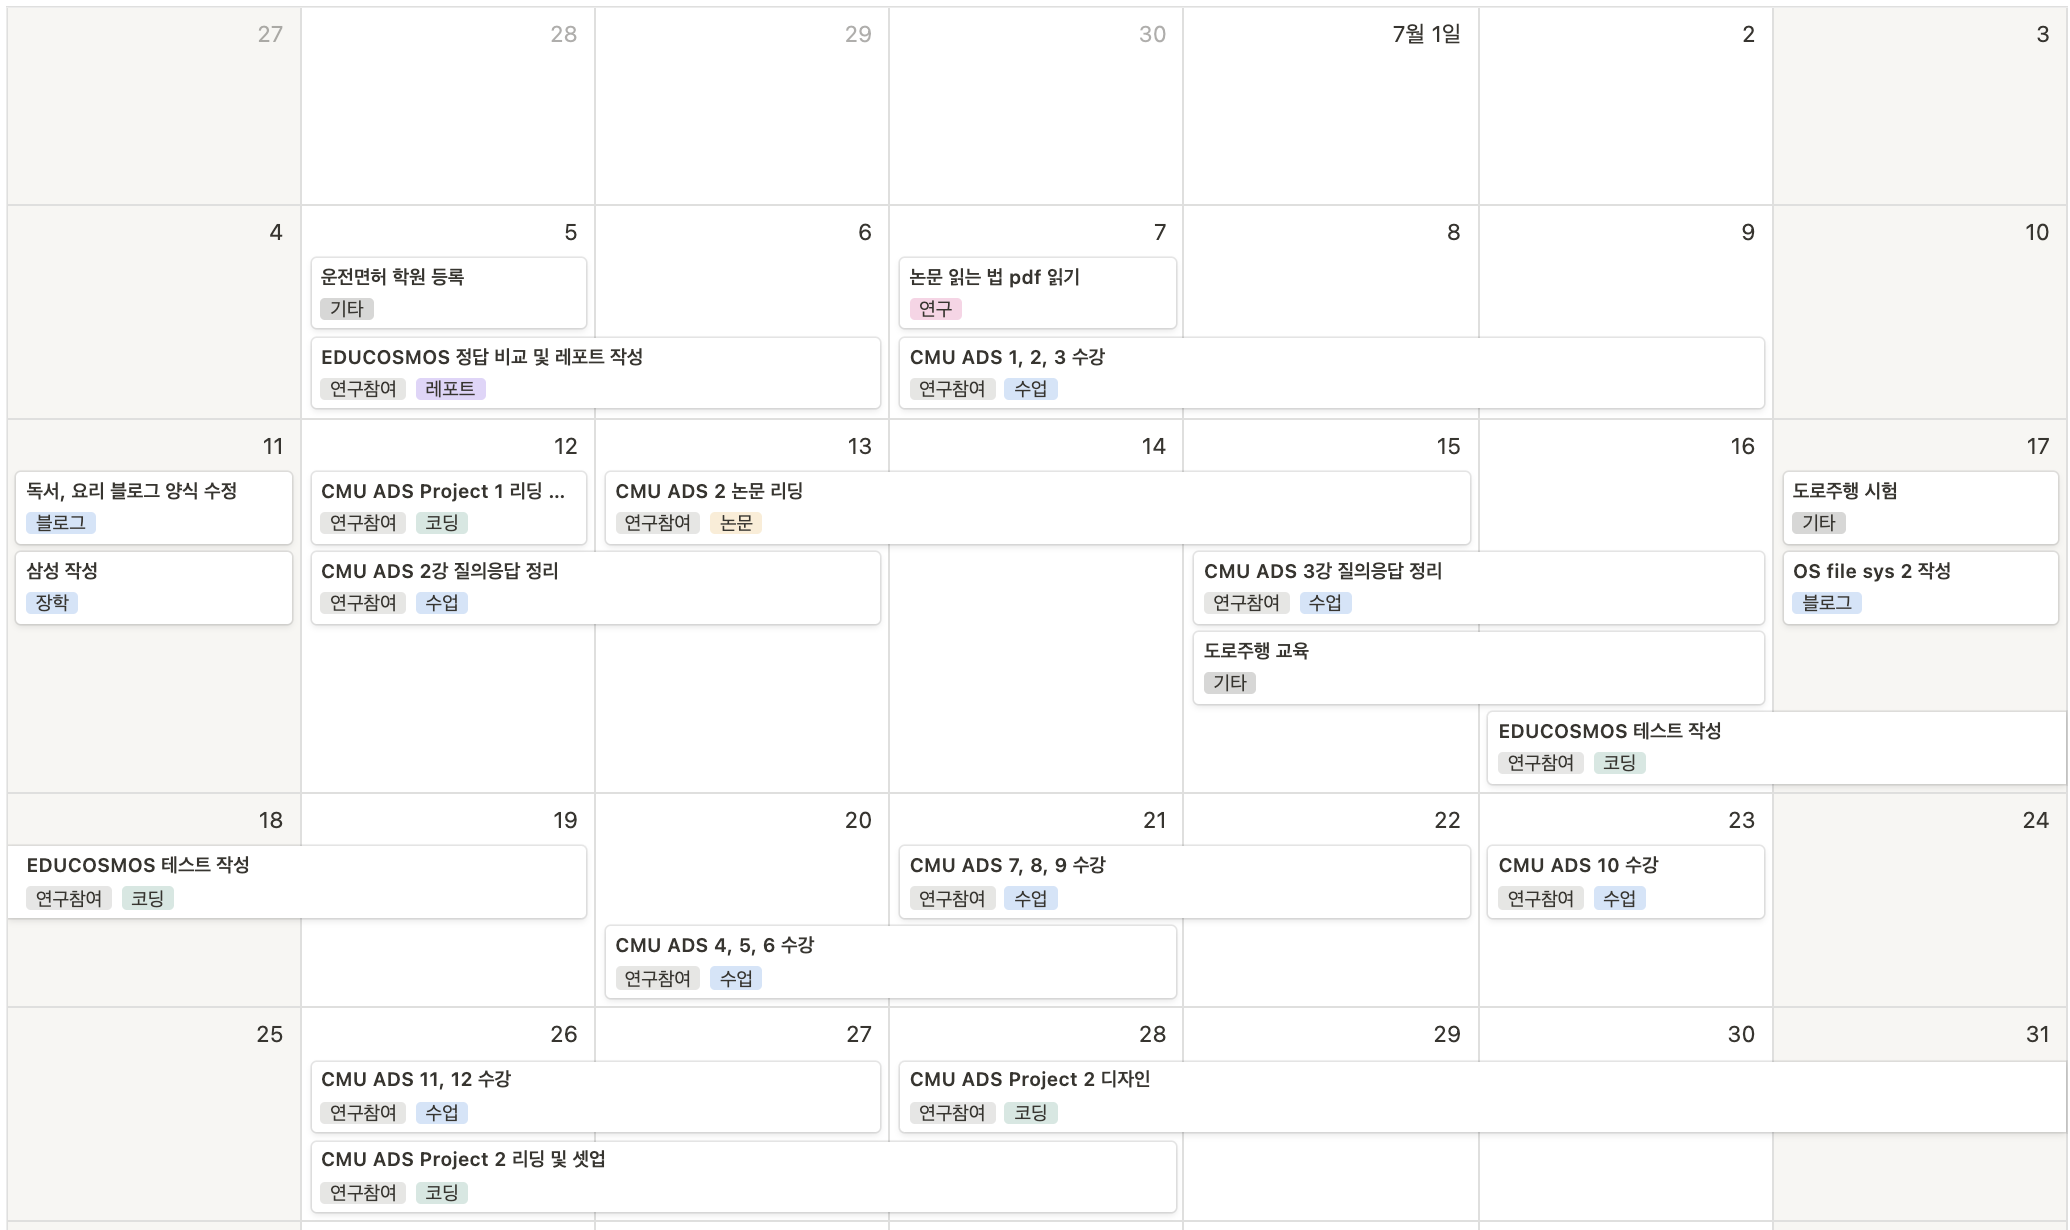 27 28 29 30 7월 1일 2 3
4 5 6 7 8 9 10
운전면허 학원 등록
기타
논문 읽는 법 pdf 읽기
연구
EDUCOSMOS 정답 비교 및 레포트 작성
연구참여 레포트
CMU ADS 1, 2, 3 수강
연구참여 수업
11 12 13 14 15 16 17
독서, 요리 블로그 양식 수정
블로그
CMU ADS Project 1 리딩 ...
연구참여 코딩
CMU ADS 2 논문 리딩
연구참여 논문
도로주행 시험
기타
삼성 작성
장학
CMU ADS 2강 질의응답 정리
연구참여 수업
CMU ADS 3강 질의응답 정리
연구참여 수업
OS file sys 2 작성
블로그
도로주행 교육
기타
EDUCOSMOS 테스트 작성
연구참여 코딩
18 19 20 21 22 23 24
EDUCOSMOS 테스트 작성
연구참여 코딩
CMU ADS 7, 8, 9 수강
연구참여 수업
CMU ADS 10 수강
연구참여 수업
CMU ADS 4, 5, 6 수강
연구참여 수업
25 26 27 28 29 30 31
CMU ADS 11, 12 수강
연구참여 수업
CMU ADS Project 2 디자인
연구참여 코딩
CMU ADS Project 2 리딩 및 셋업
연구참여 코딩